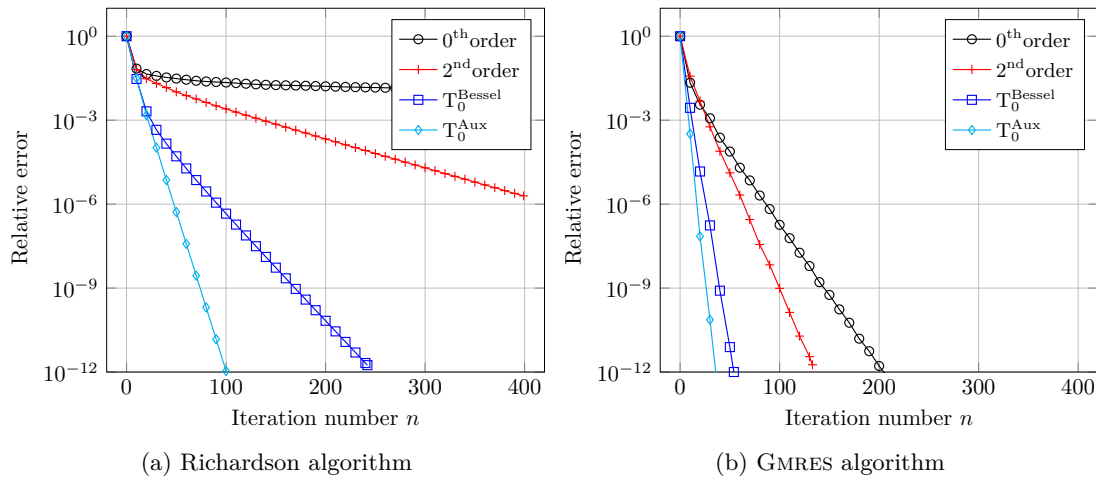 10^0
10^−3
10^−6
10^−9
10^−12
Relative error
0 100 200 300 400
Iteration number n
0^th order
2^nd order
T_0^Bessel
T_0^Aux
(a) Richardson algorithm
10^0
10^−3
10^−6
10^−9
10^−12
Relative error
0 100 200 300 400
Iteration number n
0^th order
2^nd order
T_0^Bessel
T_0^Aux
(b) GMRES algorithm